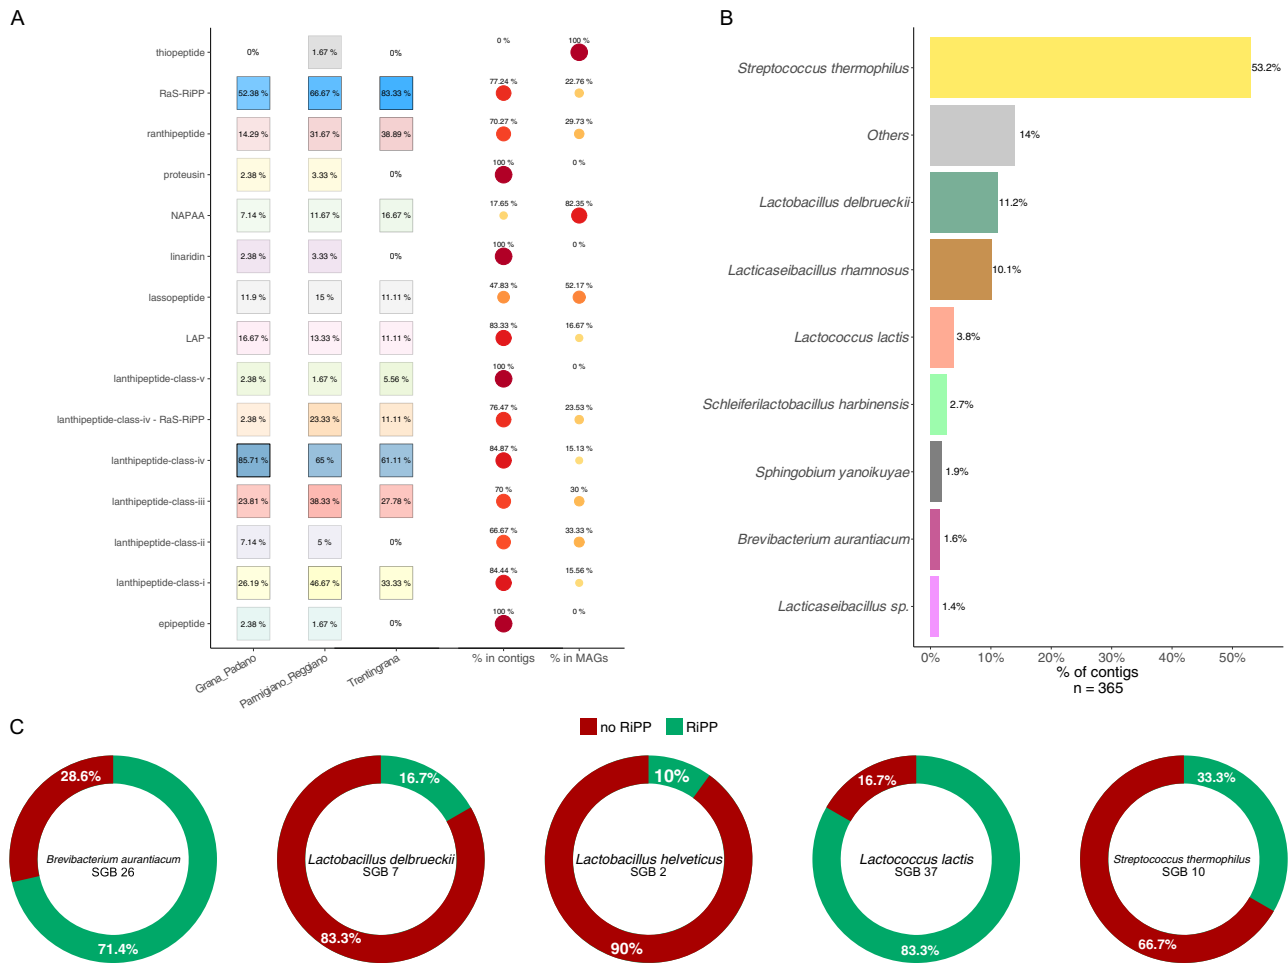 A
thiopeptide 0% 1.67 % 0% 0 % 100 %
RaS-RiPP 52.38 % 66.67 % 83.33 % 77.24 % 22.76 %
ranthipeptide 14.29 % 31.67 % 38.89 % 70.27 % 29.73 %
proteusin 2.38 % 3.33 % 0% 100 % 0 %
NAPAA 7.14 % 11.67 % 16.67 % 17.65 % 82.35 %
linaridin 2.38 % 3.33 % 0% 100 % 0 %
lassopeptide 11.9 % 15 % 11.11 % 47.83 % 52.17 %
LAP 16.67 % 13.33 % 11.11 % 83.33 % 16.67 %
lanthipeptide-class-v 2.38 % 1.67 % 5.56 % 100 % 0 %
lanthipeptide-class-iv - RaS-RiPP 2.38 % 23.33 % 11.11 % 76.47 % 23.53 %
lanthipeptide-class-iv 85.71 % 65 % 61.11 % 84.87 % 15.13 %
lanthipeptide-class-iii 23.81 % 38.33 % 27.78 % 70 % 30 %
lanthipeptide-class-ii 7.14 % 5 % 0% 66.67 % 33.33 %
lanthipeptide-class-i 26.19 % 46.67 % 33.33 % 84.44 % 15.56 %
epipeptide 2.38 % 1.67 % 0% 100 % 0 %
Grana_Padano Parmigiano_Reggiano Trentingrana % in contigs % in MAGs
B
Streptococcus thermophilus 53.2%
Others 14%
Lactobacillus delbrueckii 11.2%
Lacticaseibacillus rhamnosus 10.1%
Lactococcus lactis 3.8%
Schleiferilactobacillus harbinensis 2.7%
Sphingobium yanoikuyae 1.9%
Brevibacterium aurantiacum 1.6%
Lacticaseibacillus sp. 1.4%
0% 10% 20% 30% 40% 50%
% of contigs
n = 365
C
no RiPP RiPP
28.6%
Brevibacterium aurantiacum
SGB 26
71.4%
16.7%
Lactobacillus delbrueckii
SGB 7
83.3%
10%
Lactobacillus helveticus
SGB 2
90%
16.7%
Lactococcus lactis
SGB 37
83.3%
33.3%
Streptococcus thermophilus
SGB 10
66.7%